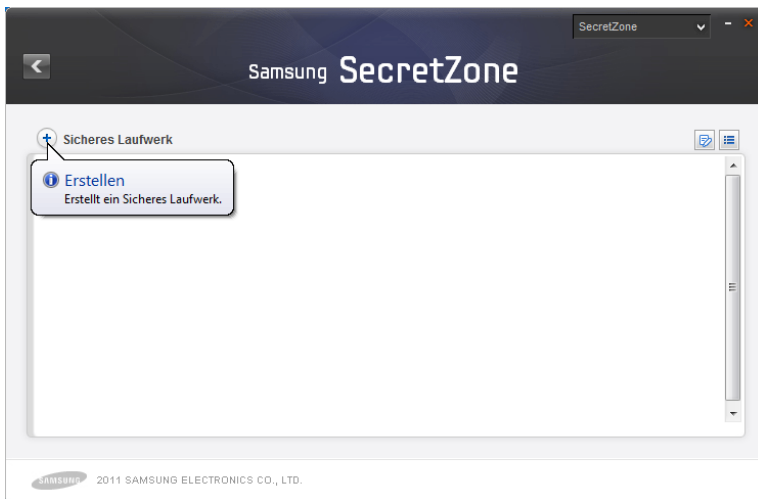 SecretZone
Samsung SecretZone
Sicheres Laufwerk
Erstellen
Erstellt ein Sicheres Laufwerk.
SAMSUNG 2011 SAMSUNG ELECTRONICS CO., LTD.